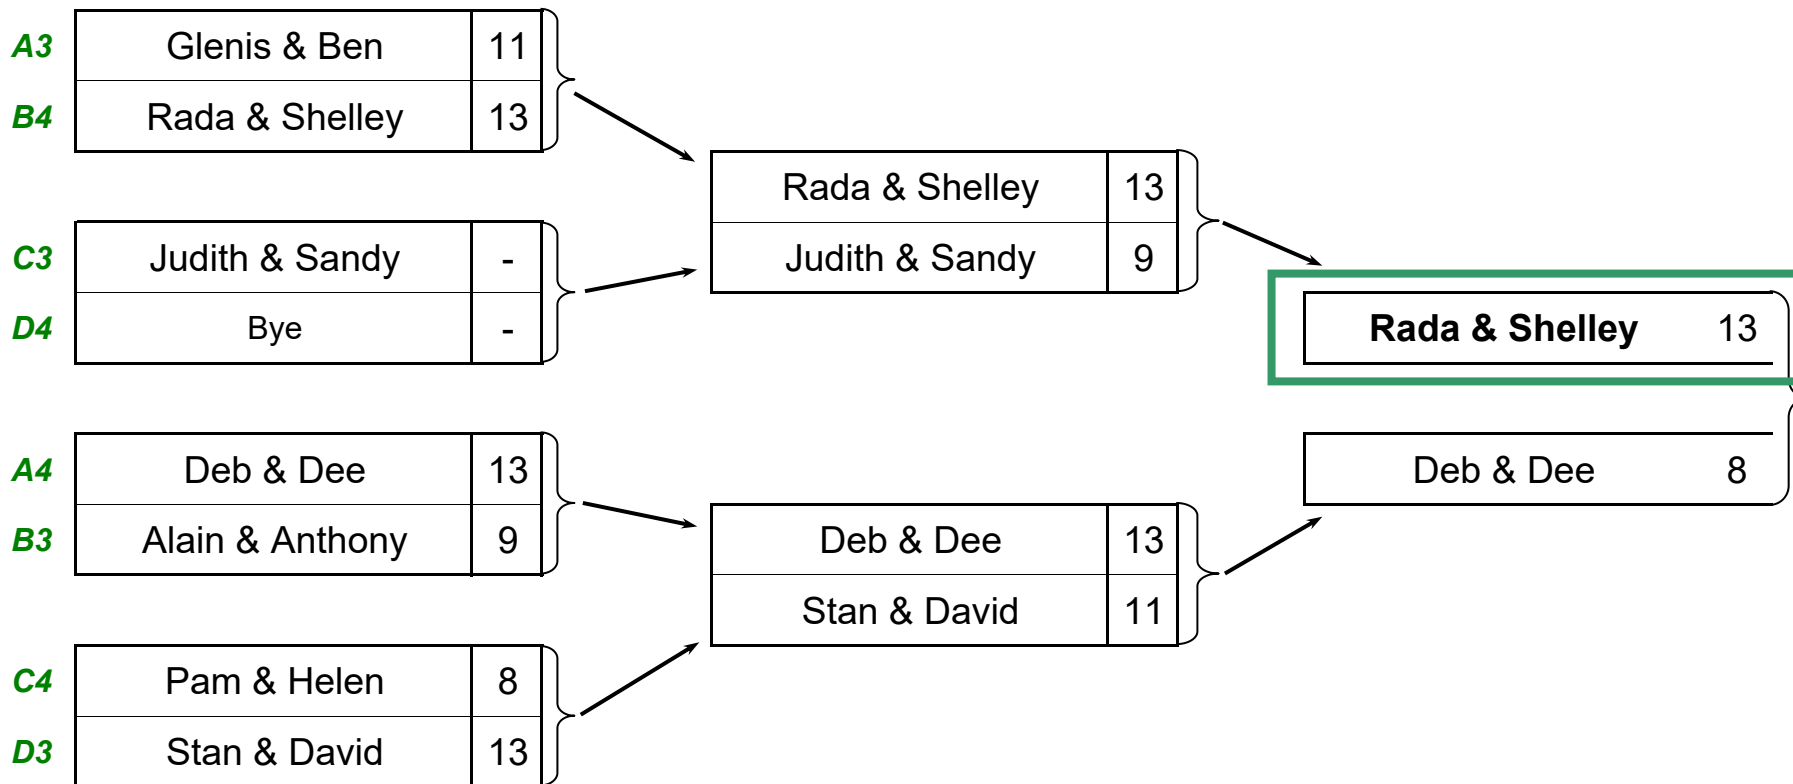 A3 Glenis & Ben 11
B4 Rada & Shelley 13
Rada & Shelley 13
C3 Judith & Sandy -
Judith & Sandy 9
D4 Bye -
Rada & Shelley 13
A4 Deb & Dee 13
Deb & Dee 8
B3 Alain & Anthony 9
Deb & Dee 13
Stan & David 11
C4 Pam & Helen 8
D3 Stan & David 13